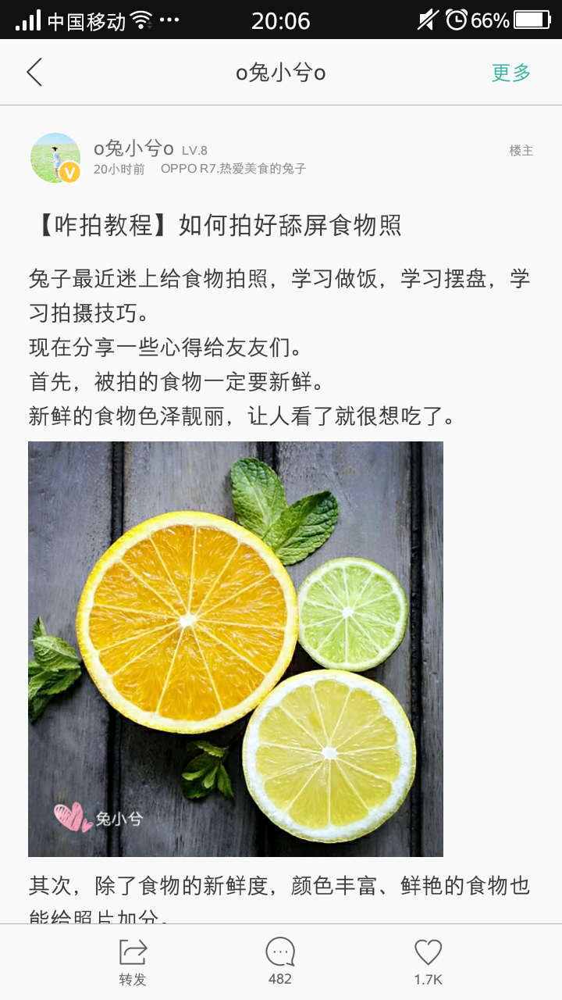 中国移动 ••• 20:06 66%
o兔小兮o 更多
o兔小兮o LV.8 楼主
20小时前 OPPO R7.热爱美食的兔子
【咋拍教程】如何拍好舔屏食物照
兔子最近迷上给食物拍照，学习做饭，学习摆盘，学
习拍摄技巧。
现在分享一些心得给友友们。
首先，被拍的食物一定要新鲜。
新鲜的食物色泽靓丽，让人看了就很想吃了。
兔小兮
其次，除了食物的新鲜度，颜色丰富、鲜艳的食物也
能给照片加分。
转发 482 1.7K